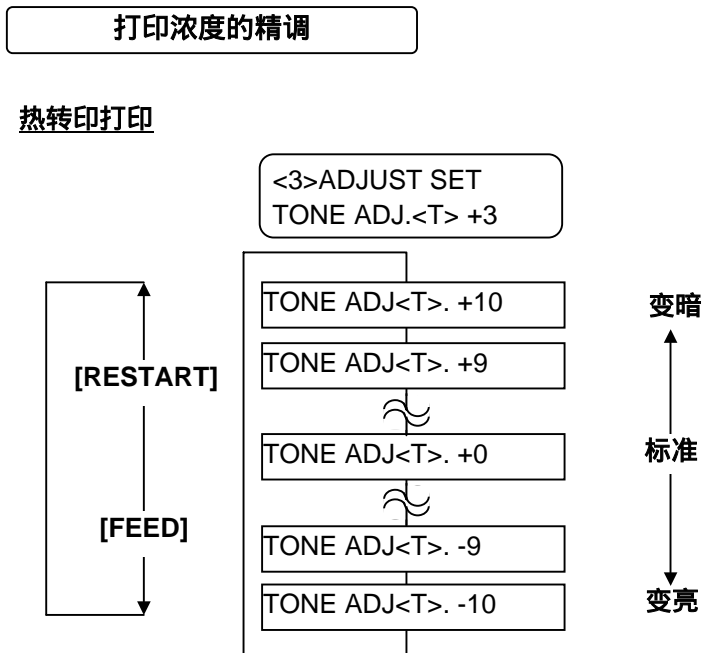 打印浓度的精调
热转印打印
<3>ADJUST SET
TONE ADJ.<T> +3
TONE ADJ<T>. +10
变暗
TONE ADJ<T>. +9
[RESTART]
TONE ADJ<T>. +0
标准
[FEED]
TONE ADJ<T>. -9
TONE ADJ<T>. -10
变亮